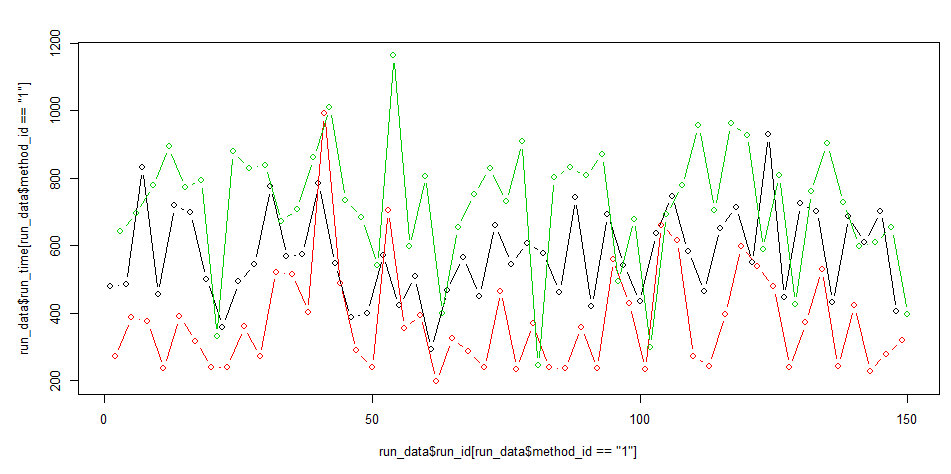 1200
1000
800
600
400
200
run_data$run_time[run_data$method_id == "1"]
0 50 100 150
run_data$run_id[run_data$method_id == "1"]